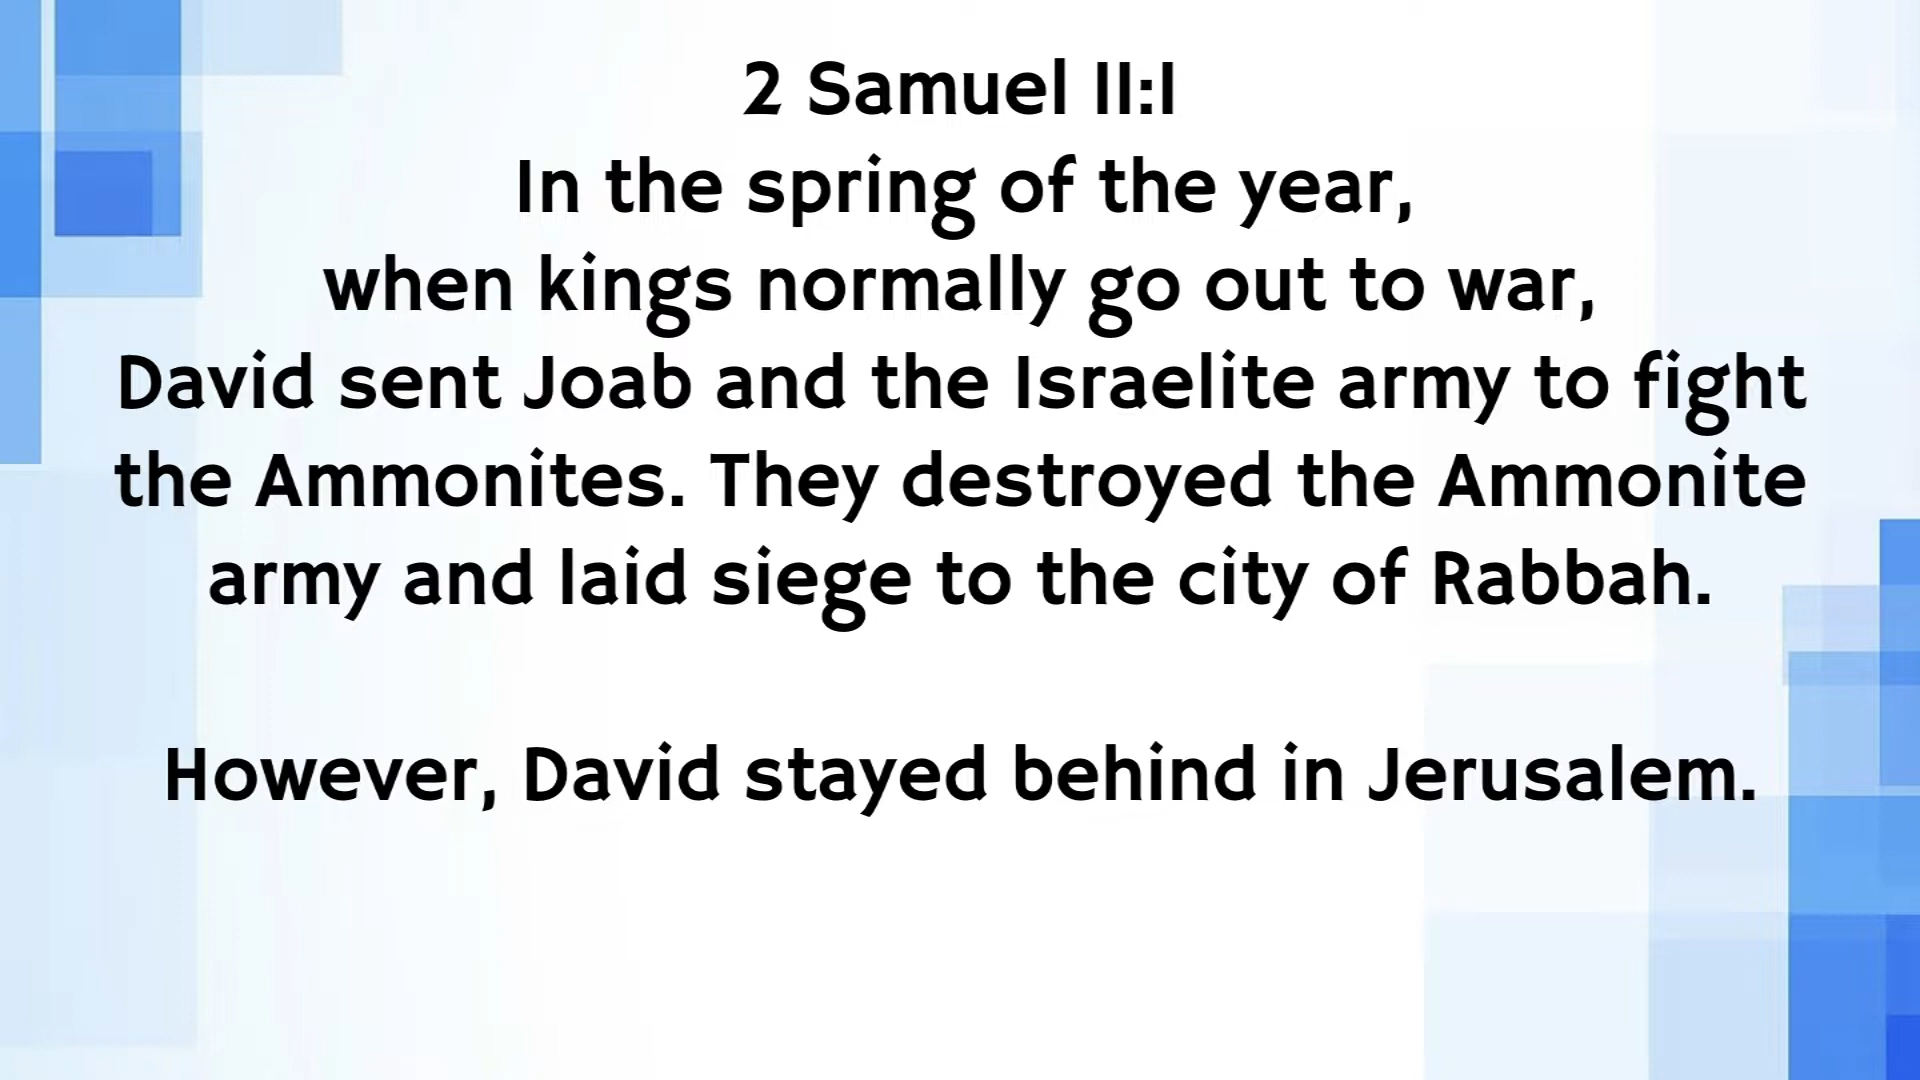 2 Samuel 11:1
In the spring of the year,
when kings normally go out to war,
David sent Joab and the Israelite army to fight
the Ammonites. They destroyed the Ammonite
army and laid siege to the city of Rabbah.
However, David stayed behind in Jerusalem.